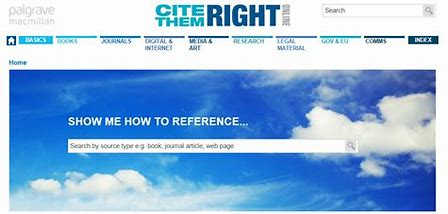 palgrave
macmillan
CITE
THEM RIGHT ONLINE
Search
BASICS
BOOKS
JOURNALS
DIGITAL &
INTERNET
MEDIA &
ART
RESEARCH
LEGAL
MATERIAL
GOV & EU
COMMS
INDEX
Home
SHOW ME HOW TO REFERENCE...
Search by source type e.g. book, journal article, web page